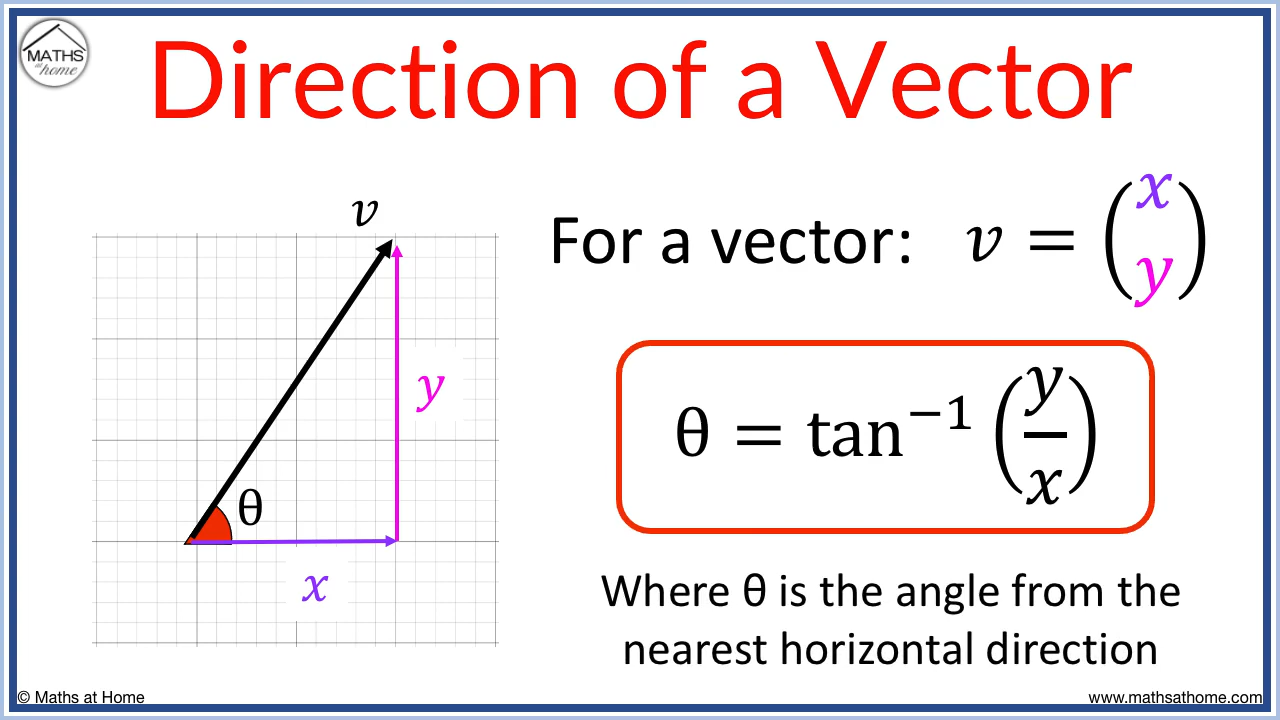 MATHS
at
home
Direction of a Vector
v
y
θ
x
For a vector: v = (x
y)
θ = tan⁻¹ (y/x)
Where θ is the angle from the
nearest horizontal direction
© Maths at Home
www.mathsathome.com